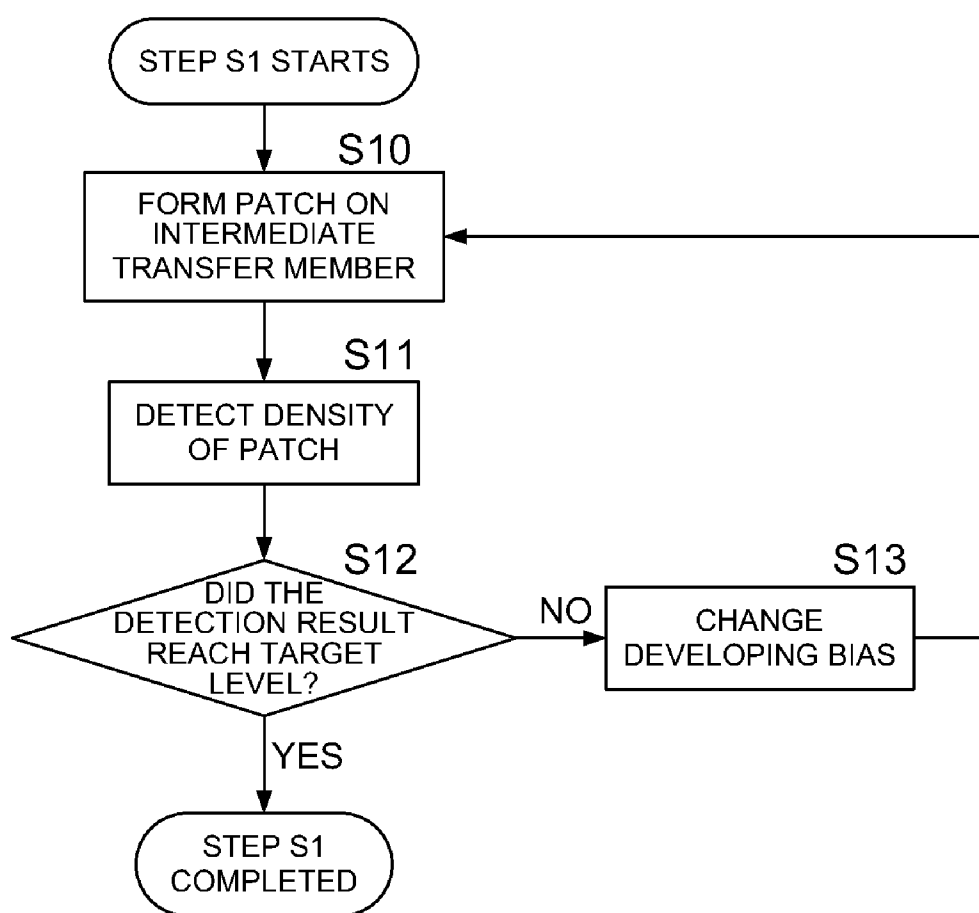 STEP S1 STARTS
S10
FORM PATCH ON
INTERMEDIATE
TRANSFER MEMBER
S11
DETECT DENSITY
OF PATCH
S12
DID THE
DETECTION RESULT
REACH TARGET
LEVEL?
NO
S13
CHANGE
DEVELOPING BIAS
YES
STEP S1
COMPLETED